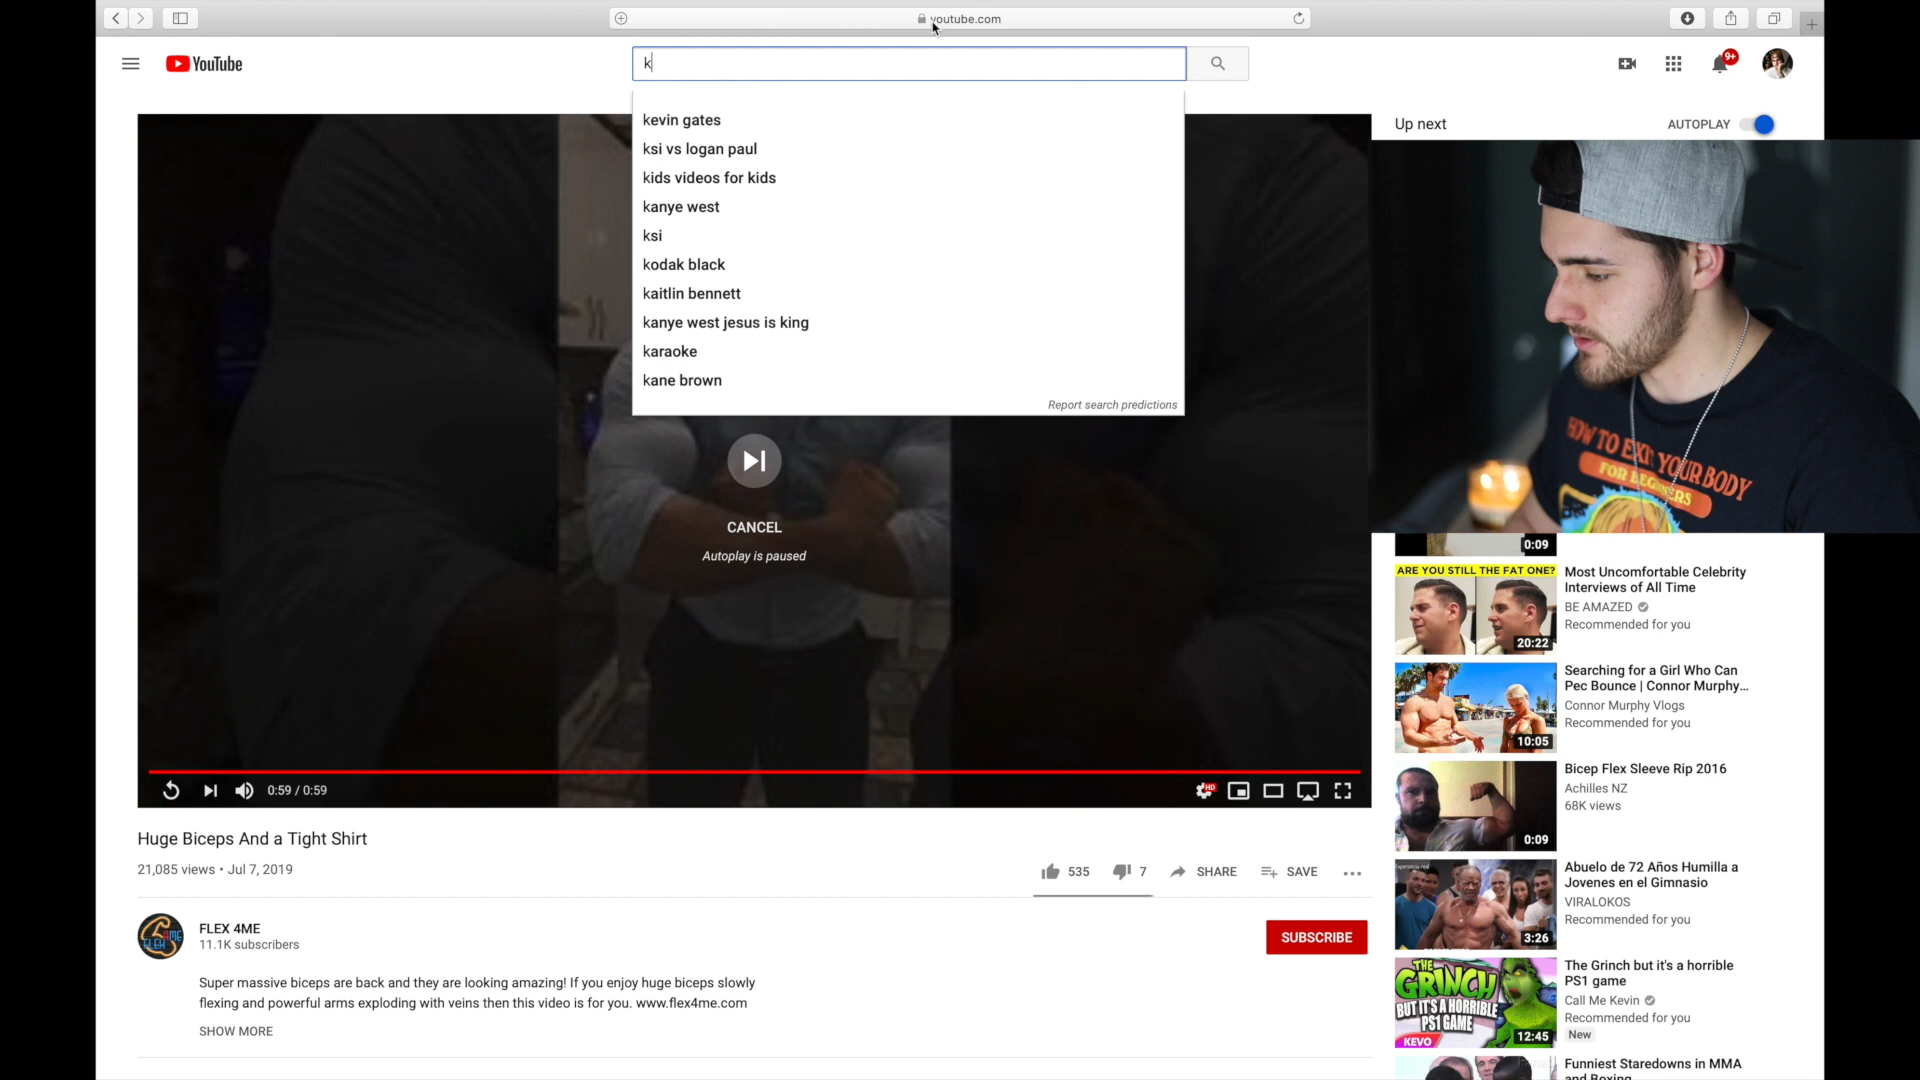 youtube.com
YouTube
k
9+
kevin gates
ksi vs logan paul
kids videos for kids
kanye west
ksi
kodak black
kaitlin bennett
kanye west jesus is king
karaoke
kane brown
Report search predictions
Up next
AUTOPLAY
HOW TO EXIT YOUR BODY
FOR BEGINNERS
CANCEL
Autoplay is paused
0:59 / 0:59
HD
Huge Biceps And a Tight Shirt
21,085 views • Jul 7, 2019
535
7
SHARE
SAVE
FLEX 4ME
11.1K subscribers
SUBSCRIBE
Super massive biceps are back and they are looking amazing! If you enjoy huge biceps slowly
flexing and powerful arms exploding with veins then this video is for you. www.flex4me.com
SHOW MORE
0:09
ARE YOU STILL THE FAT ONE?
20:22
Most Uncomfortable Celebrity
Interviews of All Time
BE AMAZED
Recommended for you
10:05
Searching for a Girl Who Can
Pec Bounce | Connor Murphy...
Connor Murphy Vlogs
Recommended for you
0:09
Bicep Flex Sleeve Rip 2016
Achilles NZ
68K views
3:26
Abuelo de 72 Años Humilla a
Jovenes en el Gimnasio
VIRALOKOS
Recommended for you
THE
GRINCH
BUT IT'S A HORRIBLE
PS1 GAME
KEVO
12:45
The Grinch but it's a horrible
PS1 game
Call Me Kevin
Recommended for you
New
Funniest Staredowns in MMA
and Boxing